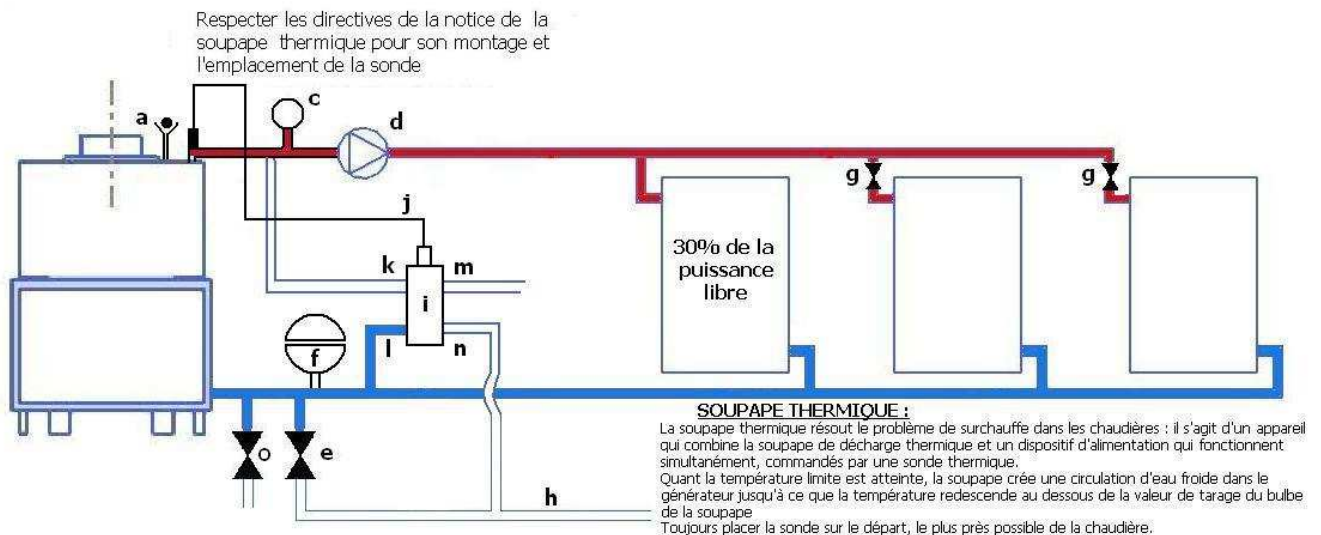 Respecter les directives de la notice de la
soupape thermique pour son montage et
l'emplacement de la sonde
a
c
d
g
g
j
k
m
i
l
n
f
30% de la
puissance
libre
o
e
h
SOUPAPE THERMIQUE :
La soupape thermique résout le problème de surchauffe dans les chaudières : il s'agit d'un appareil
qui combine la soupape de décharge thermique et un dispositif d'alimentation qui fonctionnent
simultanément, commandés par une sonde thermique.
Quant la température limite est atteinte, la soupape crée une circulation d'eau froide dans le
générateur jusqu'à ce que la température redescende au dessous de la valeur de tarage du bulbe
de la soupape
Toujours placer la sonde sur le départ, le plus près possible de la chaudière.